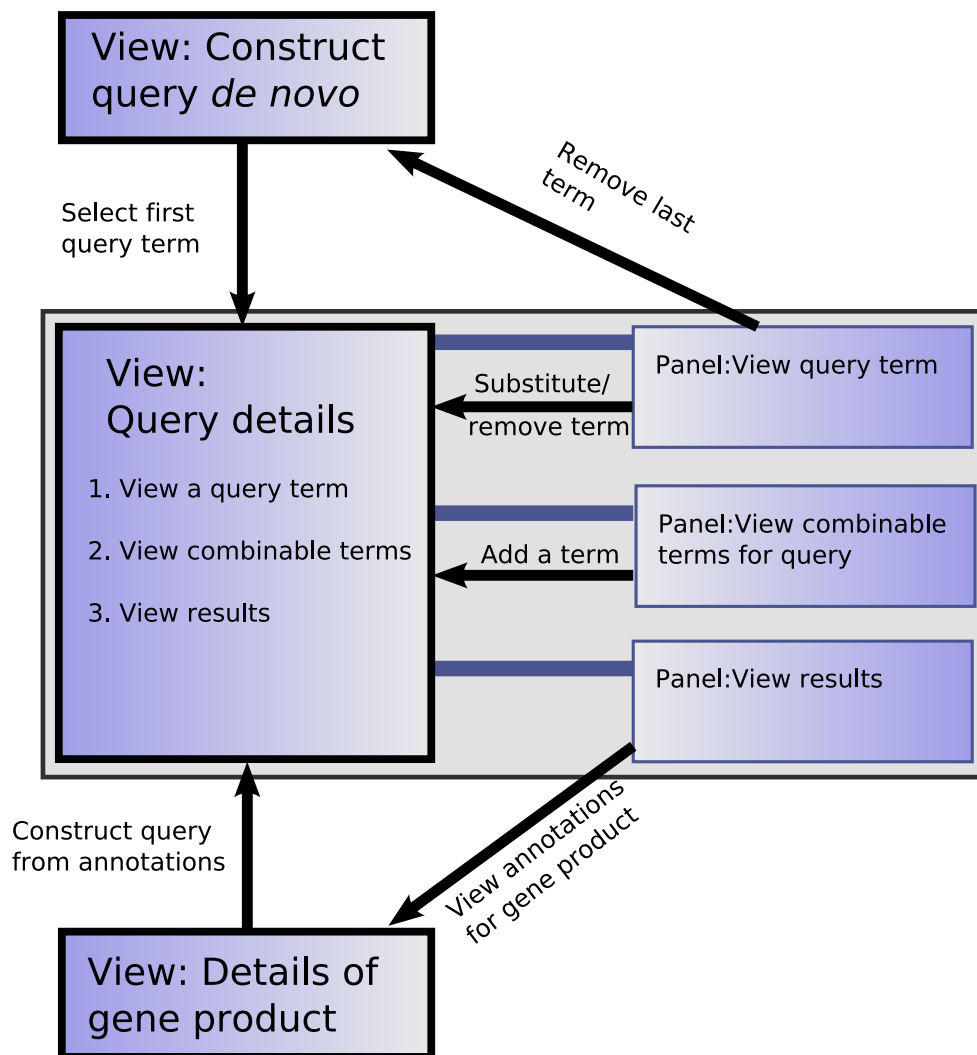 View: Construct
query de novo
Remove last
term
Select first
query term
View:
Query details
1. View a query term
2. View combinable terms
3. View results
Substitute/
remove term
Panel:View query term
Add a term
Panel:View combinable
terms for query
Panel:View results
Construct query
from annotations
View annotations
for gene product
View: Details of
gene product